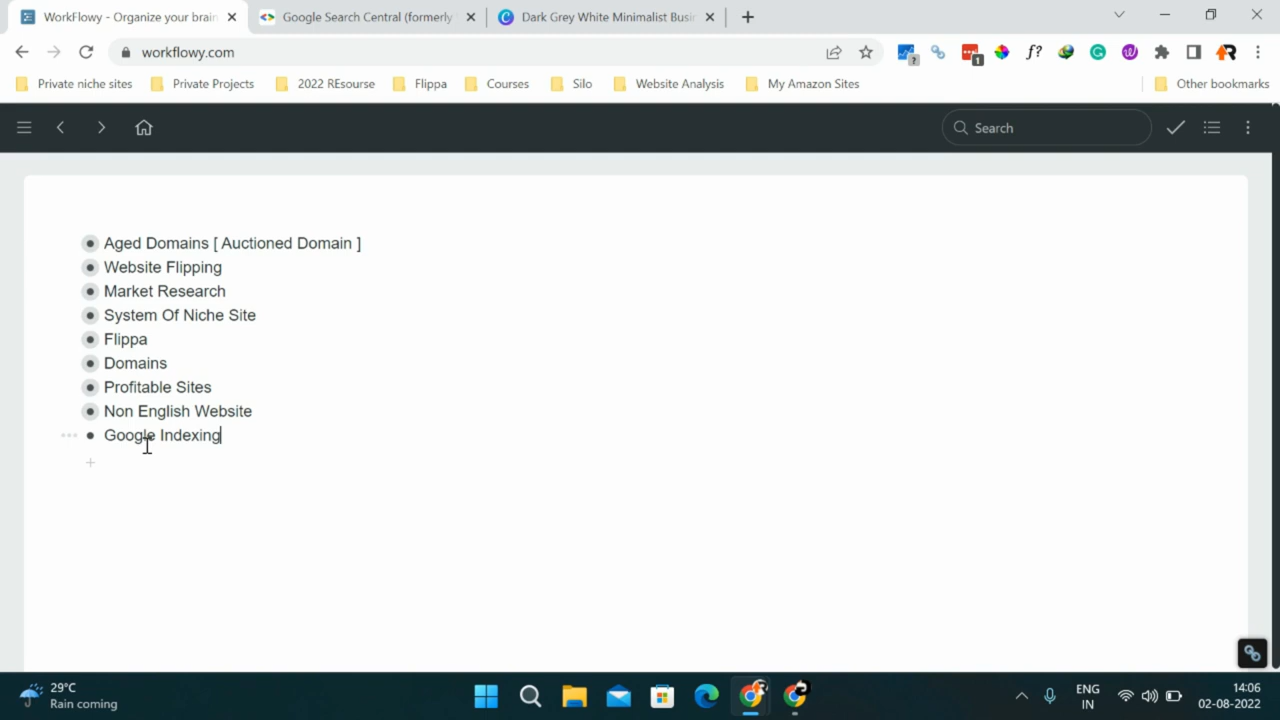 WorkFlowy - Organize your brain
Google Search Central (formerly
Dark Grey White Minimalist Busi
workflowy.com
Private niche sites
Private Projects
2022 REsourse
Flippa
Courses
Silo
Website Analysis
My Amazon Sites
Other bookmarks
Search
Aged Domains [ Auctioned Domain ]
Website Flipping
Market Research
System Of Niche Site
Flippa
Domains
Profitable Sites
Non English Website
Google Indexing
29°C
Rain coming
ENG
IN
14:06
02-08-2022